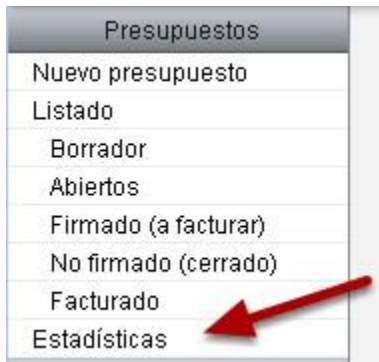 Presupuestos
Nuevo presupuesto
Listado
Borrador
Abiertos
Firmado (a facturar)
No firmado (cerrado)
Facturado
Estadísticas